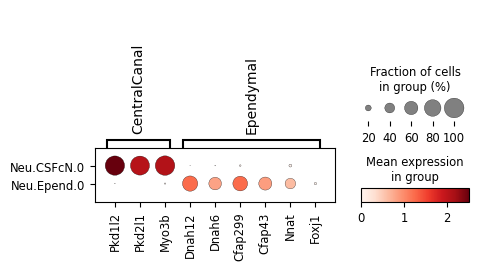 CentralCanal
Ependymal
Neu.CSFcN.0
Neu.Epend.0
Pkd1l2
Pkd2l1
Myo3b
Dnah12
Dnah6
Cfap299
Cfap43
Nnat
Foxj1
Fraction of cells
in group (%)
20 40 60 80 100
Mean expression
in group
0 1 2